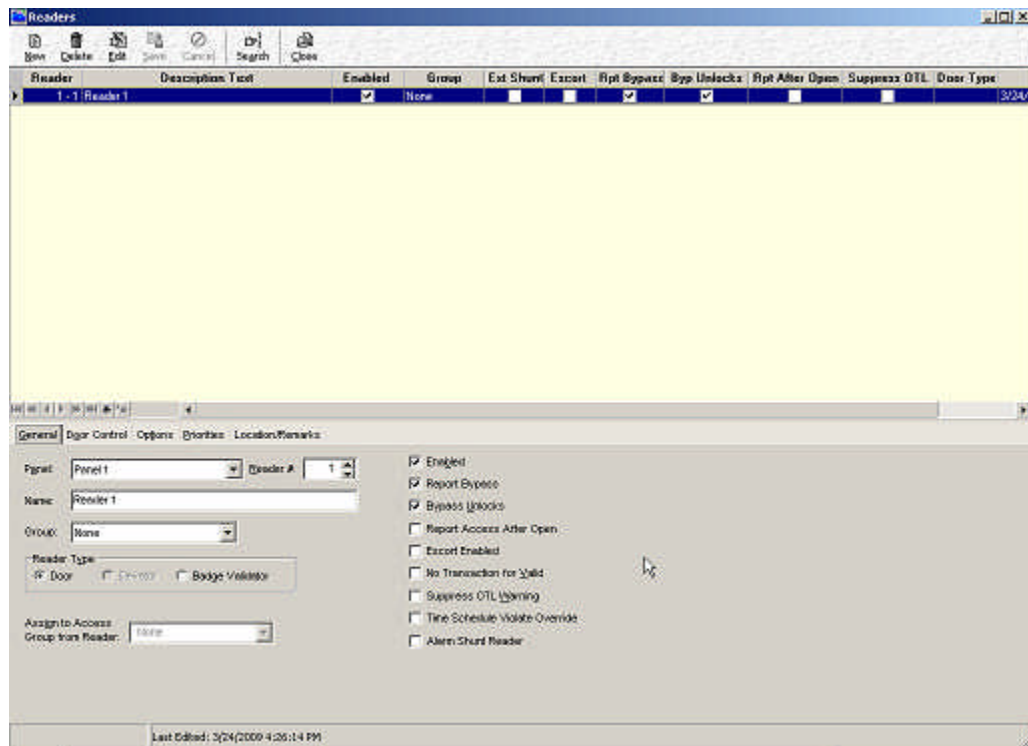 Readers
New Delete Edit Save Cancel Search Close
Reader Description Text Enabled Group Ext Shunt Escort Rpt Bypass Byp Unlocks Rpt After Open Suppress OTL Door Type
1 - 1 Reader 1 None 3/24/
General Door Control Options Priorities Location/Remarks
Panel: Panel 1 Reader # 1
Name: Reader 1
Group: None
Reader Type
Door Elevator Badge Validator
Assign to Access
Group from Reader: None
Enabled
Report Bypass
Bypass Unlocks
Report Access After Open
Escort Enabled
No Transaction for Valid
Suppress OTL Warning
Time Schedule Violate Override
Alarm Shunt Reader
Last Edited: 3/24/2009 4:26:14 PM